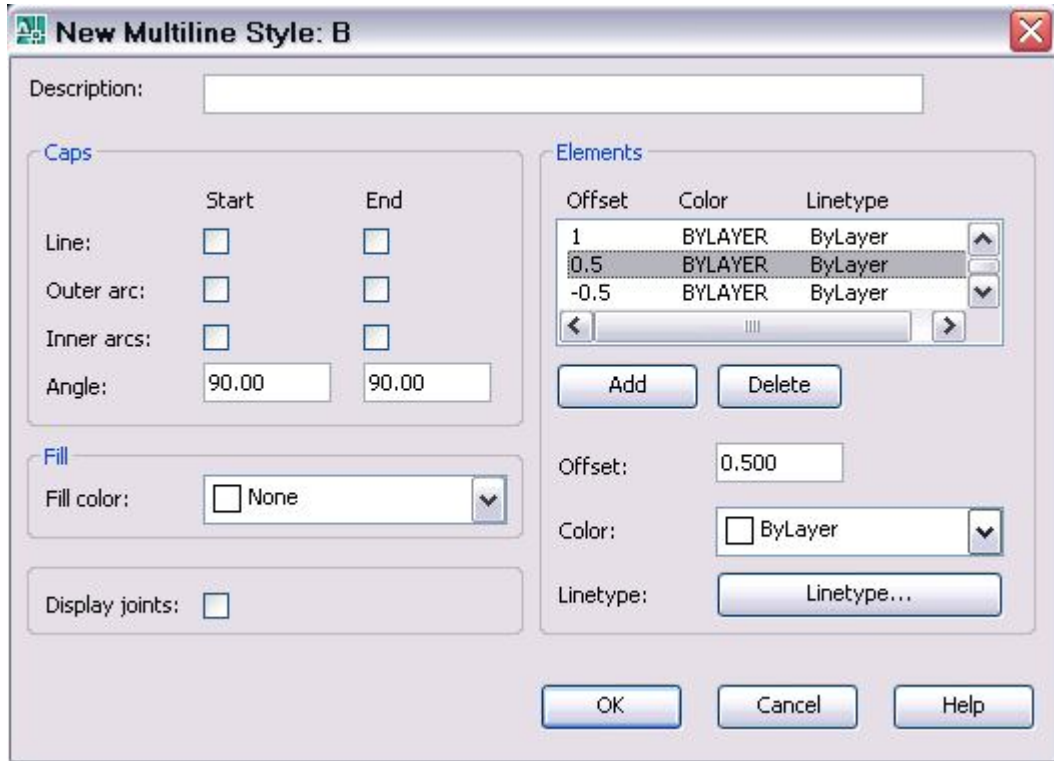 New Multiline Style: B
Description:
Caps
Start End
Line:
Outer arc:
Inner arcs:
Angle: 90.00 90.00
Fill
Fill color: None
Display joints:
Elements
Offset Color Linetype
1 BYLAYER ByLayer
0.5 BYLAYER ByLayer
-0.5 BYLAYER ByLayer
Add Delete
Offset: 0.500
Color: ByLayer
Linetype: Linetype...
OK Cancel Help